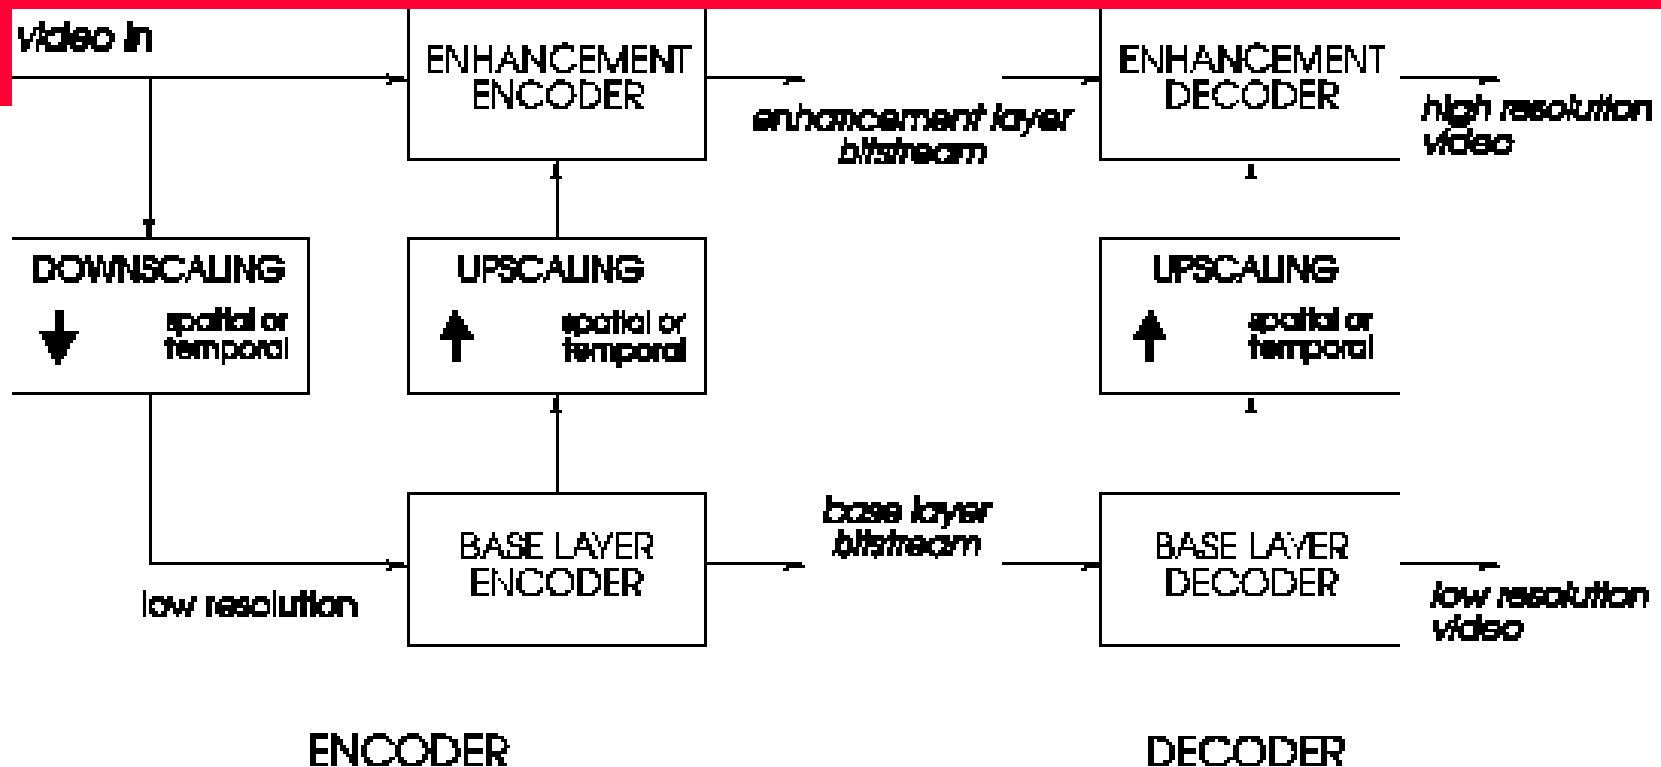 video in
ENHANCEMENT
ENCODER
enhancement layer
bitstream
ENHANCEMENT
DECODER
high resolution
video
DOWNSCALING
spatial or
temporal
UPSCALING
spatial or
temporal
UPSCALING
spatial or
temporal
low resolution
BASE LAYER
ENCODER
base layer
bitstream
BASE LAYER
DECODER
low resolution
video
ENCODER
DECODER